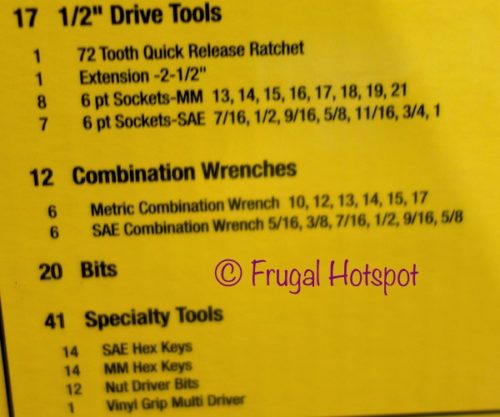 17 1/2" Drive Tools
1 72 Tooth Quick Release Ratchet
1 Extension -2-1/2"
8 6 pt Sockets-MM 13, 14, 15, 16, 17, 18, 19, 21
7 6 pt Sockets-SAE 7/16, 1/2, 9/16, 5/8, 11/16, 3/4, 1
12 Combination Wrenches
6 Metric Combination Wrench 10, 12, 13, 14, 15, 17
6 SAE Combination Wrench 5/16, 3/8, 7/16, 1/2, 9/16, 5/8
20 Bits
© Frugal Hotspot
41 Specialty Tools
14 SAE Hex Keys
14 MM Hex Keys
12 Nut Driver Bits
1 Vinyl Grip Multi Driver